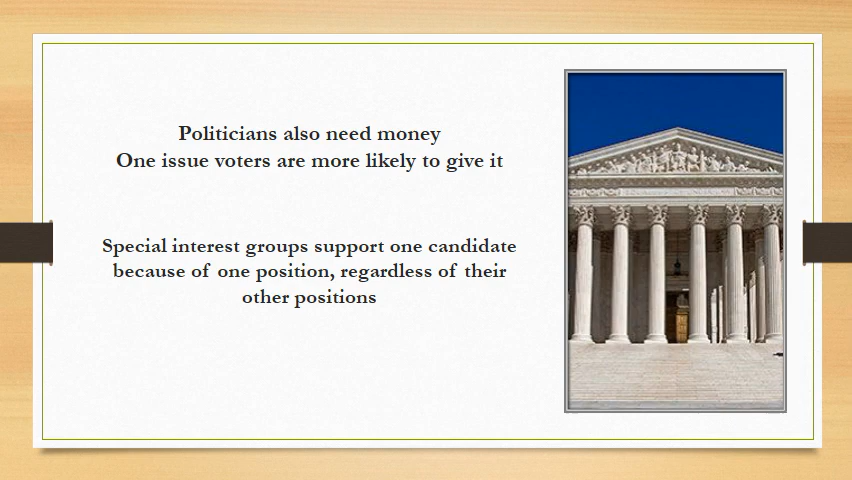 Politicians also need money
One issue voters are more likely to give it
Special interest groups support one candidate
because of one position, regardless of their
other positions